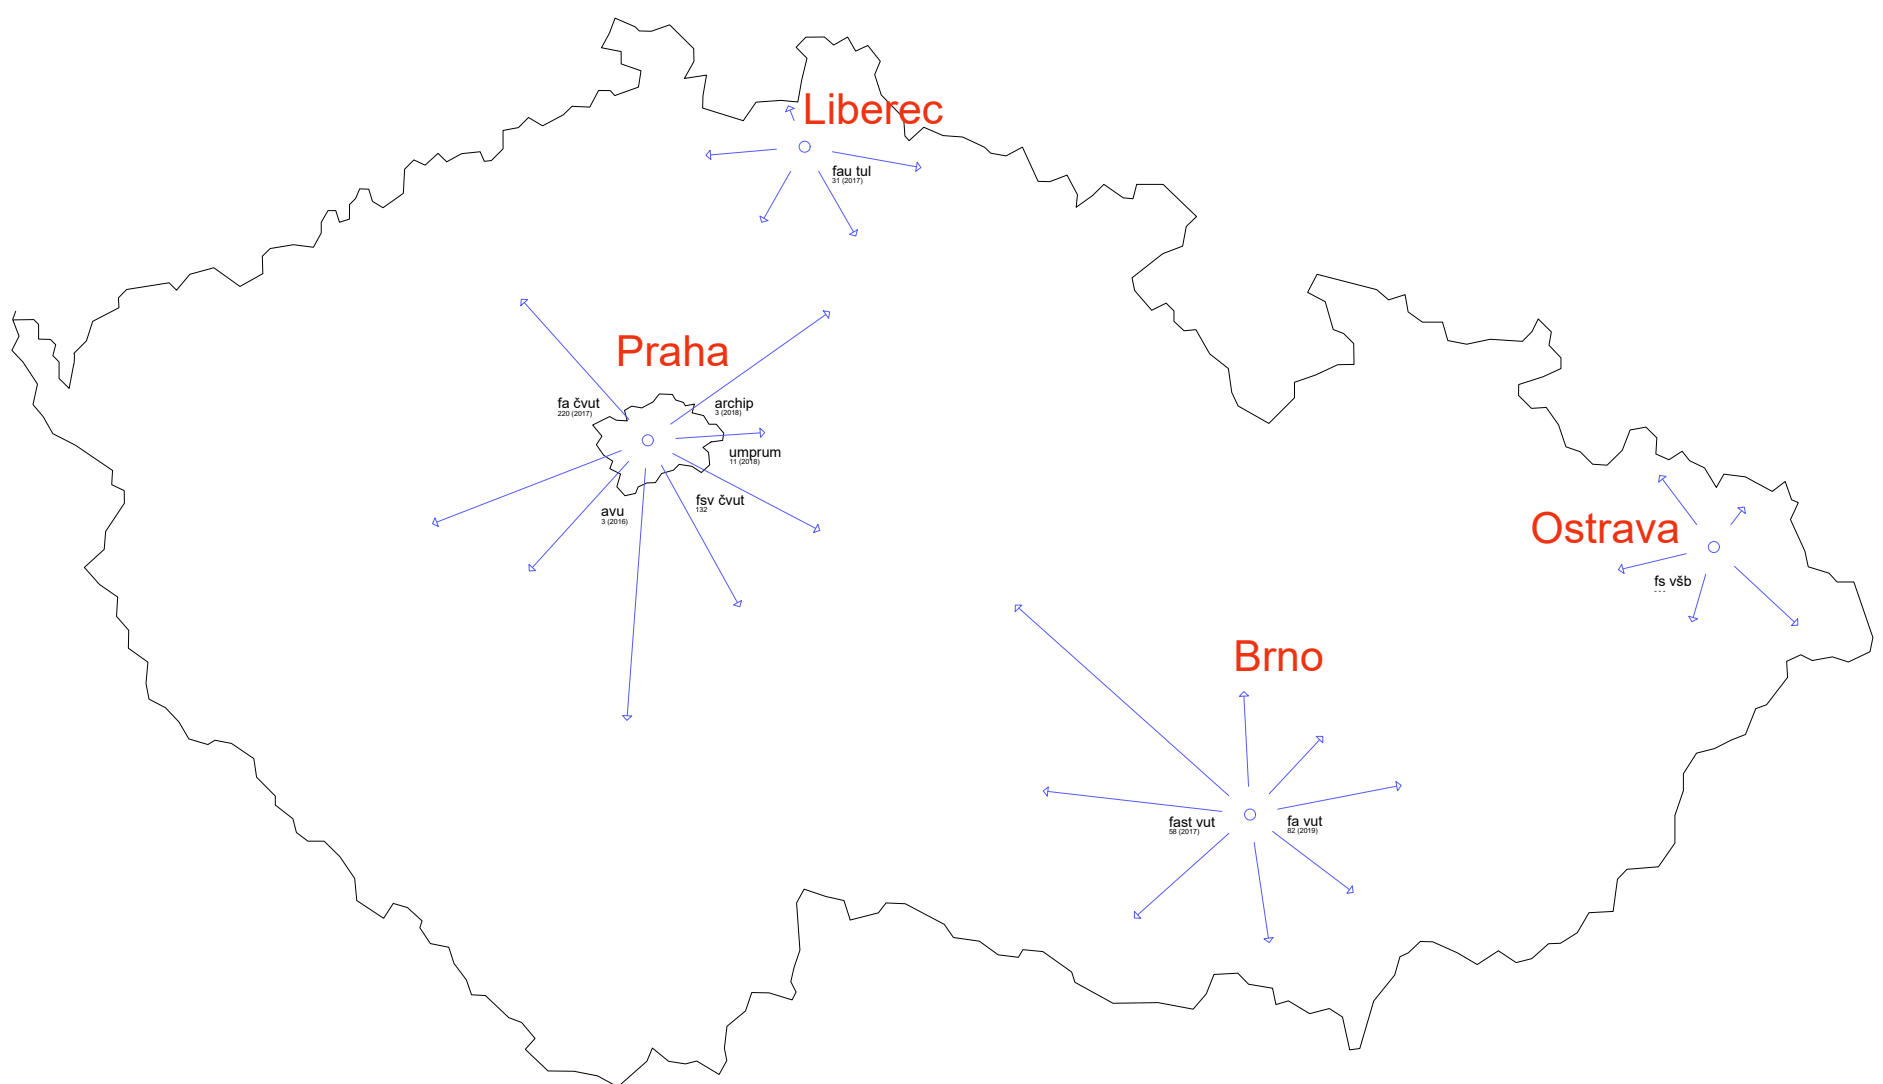 Liberec
fau tul
31 (2017)
Praha
fa čvut
220 (2017)
archip
3 (2018)
umprum
11 (2018)
fsv čvut
132
avu
3 (2016)
Ostrava
fs všb
---
Brno
fast vut
58 (2017)
fa vut
82 (2019)